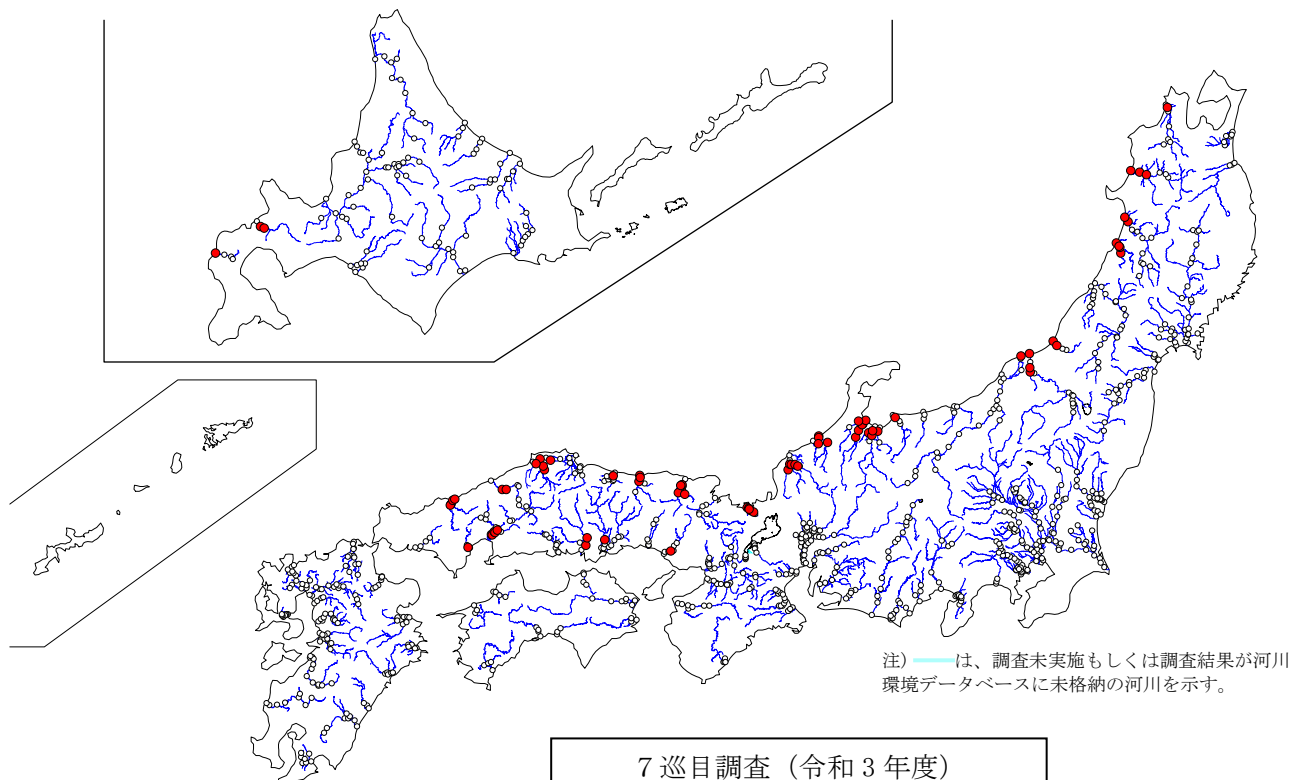 注) は、調査未実施もしくは調査結果が河川
環境データベースに未格納の河川を示す。
7巡目調査（令和3年度）